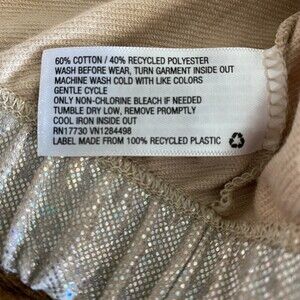 60% COTTON / 40% RECYCLED POLYESTER
WASH BEFORE WEAR, TURN GARMENT INSIDE OUT
MACHINE WASH COLD WITH LIKE COLORS
GENTLE CYCLE
ONLY NON-CHLORINE BLEACH IF NEEDED
TUMBLE DRY LOW, REMOVE PROMPTLY
COOL IRON INSIDE OUT
RN17730 VN1284498
LABEL MADE FROM 100% RECYCLED PLASTIC